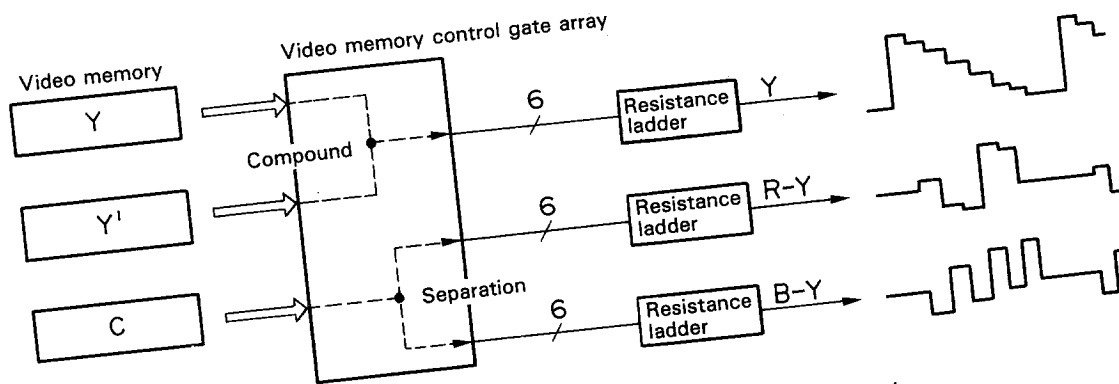 Video memory control gate array
Video memory
Y
Y'
C
Compound
Separation
6
Resistance
ladder
Y
6
Resistance
ladder
R-Y
6
Resistance
ladder
B-Y